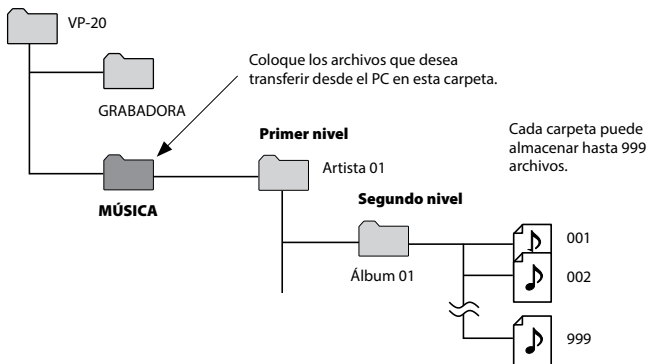 VP-20
Coloque los archivos que desea
transferir desde el PC en esta carpeta.
GRABADORA
Primer nivel
Cada carpeta puede
almacenar hasta 999
archivos.
Artista 01
MÚSICA
Segundo nivel
001
Álbum 01
002
999